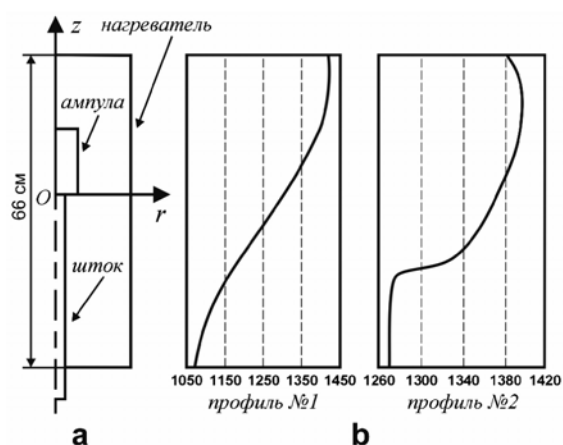 z
нагреватель
ампула
O
r
66 см
шток
1050 1150 1250 1350 1450
профиль №1
1260 1300 1340 1380 1420
профиль №2
a
b